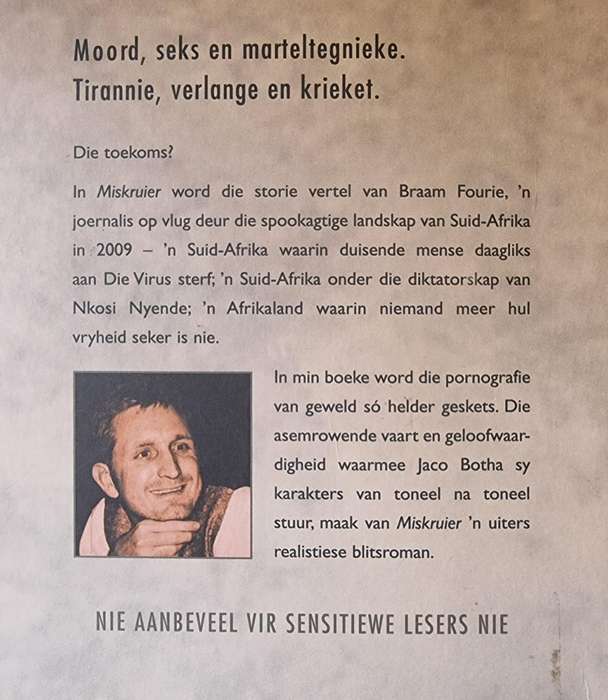 Moord, seks en marteltegnieke.
Tirannie, verlange en krieket.
Die toekoms?
In Miskruier word die storie vertel van Braam Fourie, 'n
joernalis op vlug deur die spookagtige landskap van Suid-Afrika
in 2009 – 'n Suid-Afrika waarin duisende mense daagliks
aan Die Virus sterf; 'n Suid-Afrika onder die diktatorskap van
Nkosi Nyende; 'n Afrikaland waarin niemand meer hul
vryheid seker is nie.
In min boeke word die pornografie
van geweld só helder geskets. Die
asemrowende vaart en geloofwaar-
digheid waarmee Jaco Botha sy
karakters van toneel na toneel
stuur, maak van Miskruier 'n uiters
realistiese blitsroman.
NIE AANBEVEEL VIR SENSITIEWE LESERS NIE